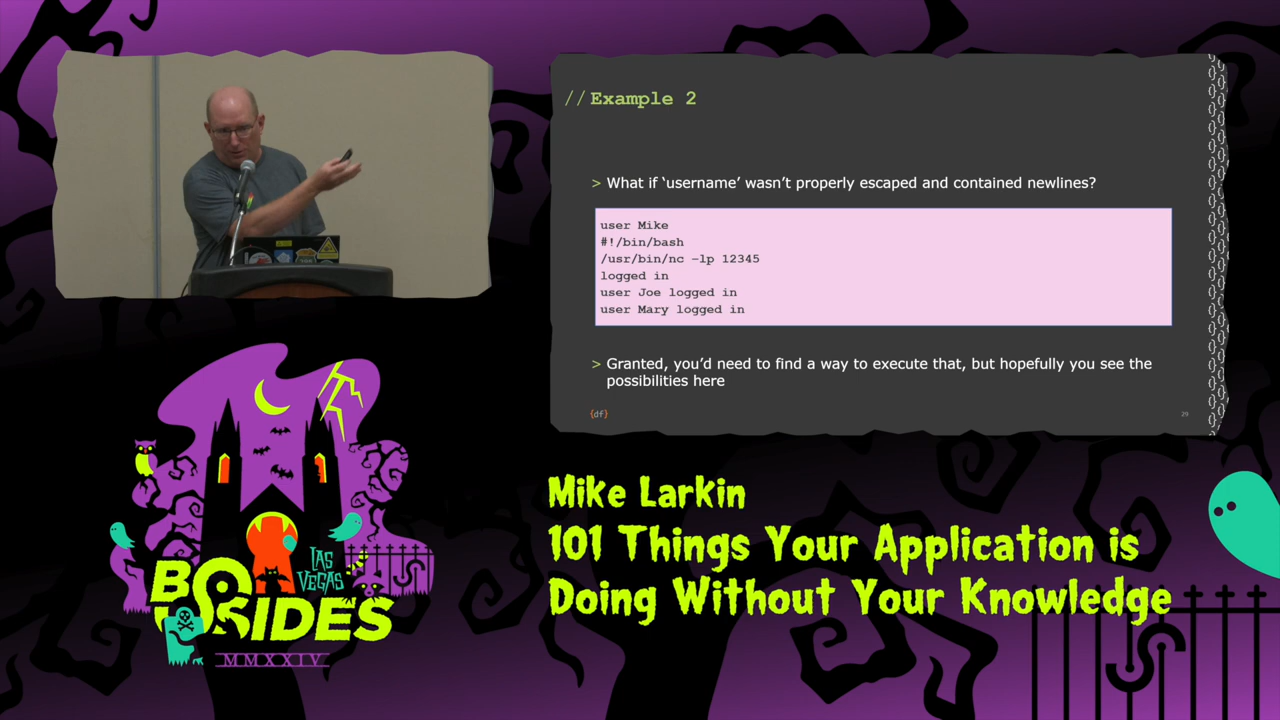 // Example 2
> What if ‘username’ wasn’t properly escaped and contained newlines?
user Mike
#!/bin/bash
/usr/bin/nc –lp 12345
logged in
user Joe logged in
user Mary logged in
> Granted, you’d need to find a way to execute that, but hopefully you see the
possibilities here
{df}
29
LAS
VEGAS
BSIDES
MMXXIV
Mike Larkin
101 Things Your Application is
Doing Without Your Knowledge